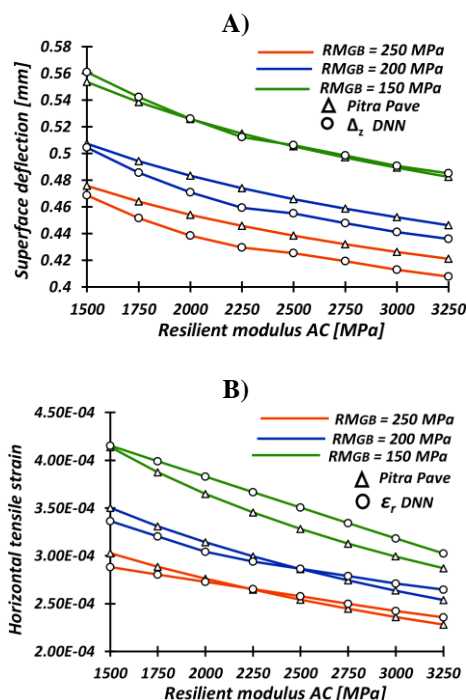 A)
Superface deflection [mm]
0.58
0.56
0.54
0.52
0.5
0.48
0.46
0.44
0.42
0.4
RMGB = 250 MPa
RMGB = 200 MPa
RMGB = 150 MPa
Pitra Pave
Δz DNN
1500 1750 2000 2250 2500 2750 3000 3250
Resilient modulus AC [MPa]
B)
Horizontal tensile strain
4.50E-04
4.00E-04
3.50E-04
3.00E-04
2.50E-04
2.00E-04
RMGB = 250 MPa
RMGB = 200 MPa
RMGB = 150 MPa
Pitra Pave
εr DNN
1500 1750 2000 2250 2500 2750 3000 3250
Resilient modulus AC [MPa]